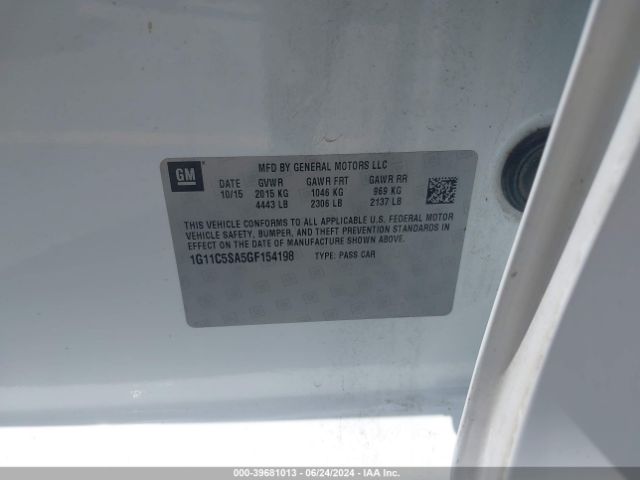 GM
MFD BY GENERAL MOTORS LLC
DATE GVWR GAWR FRT GAWR RR
10/15 2015 KG 1046 KG 969 KG
4443 LB 2306 LB 2137 LB
THIS VEHICLE CONFORMS TO ALL APPLICABLE U.S. FEDERAL MOTOR
VEHICLE SAFETY, BUMPER, AND THEFT PREVENTION STANDARDS IN
EFFECT ON THE DATE OF MANUFACTURE SHOWN ABOVE.
1G11C5SA5GF154198 TYPE: PASS CAR
000-39681013 - 06/24/2024 - IAA Inc.